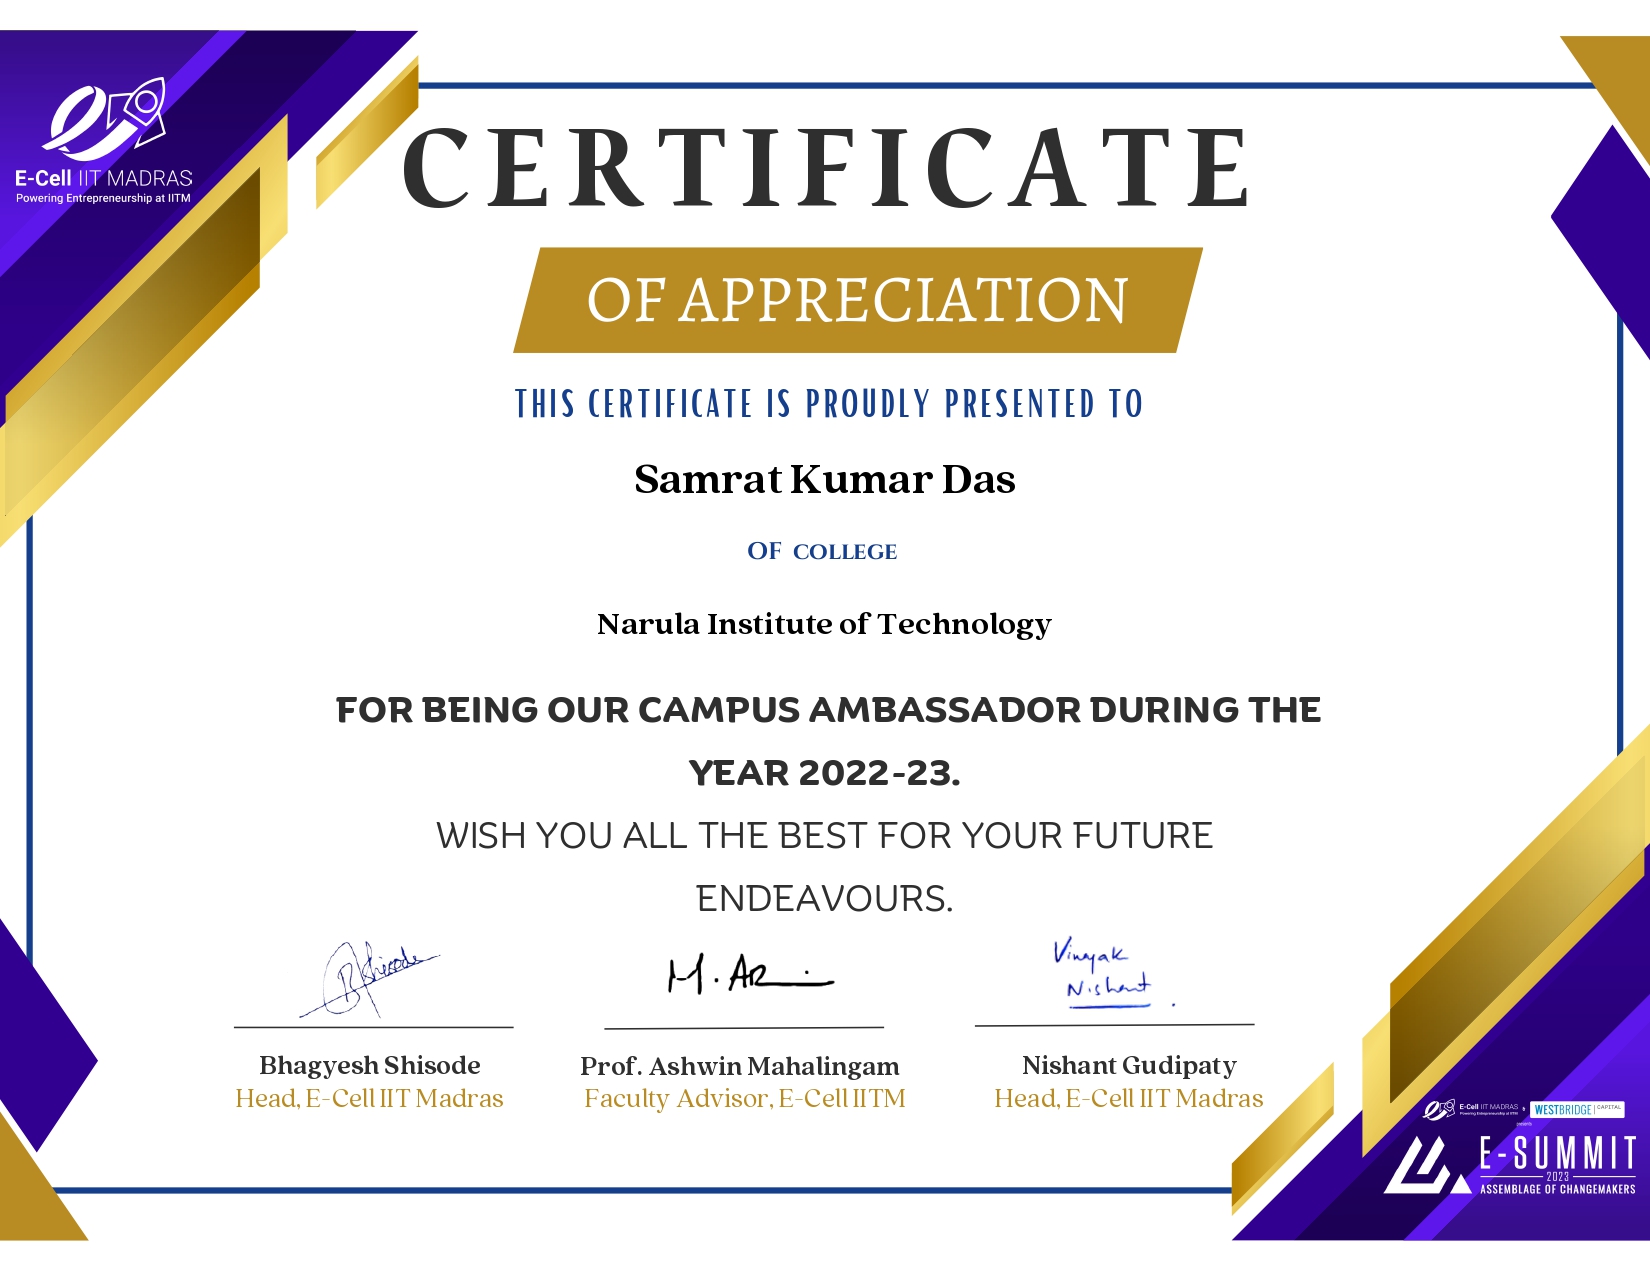 E-Cell IIT MADRAS
Powering Entrepreneurship at IITM
CERTIFICATE
OF APPRECIATION
THIS CERTIFICATE IS PROUDLY PRESENTED TO
Samrat Kumar Das
OF COLLEGE
Narula Institute of Technology
FOR BEING OUR CAMPUS AMBASSADOR DURING THE
YEAR 2022-23.
WISH YOU ALL THE BEST FOR YOUR FUTURE
ENDEAVOURS.
BShisode
M. AR
Vinayak
Nishant
Bhagyesh Shisode
Prof. Ashwin Mahalingam
Nishant Gudipaty
Head, E-Cell IIT Madras
Faculty Advisor, E-Cell IITM
Head, E-Cell IIT Madras
E-Cell IIT MADRAS
Powering Entrepreneurship at IITM
WESTBRIDGE | CAPITAL
presents
E-SUMMIT
2023
ASSEMBLAGE OF CHANGEMAKERS